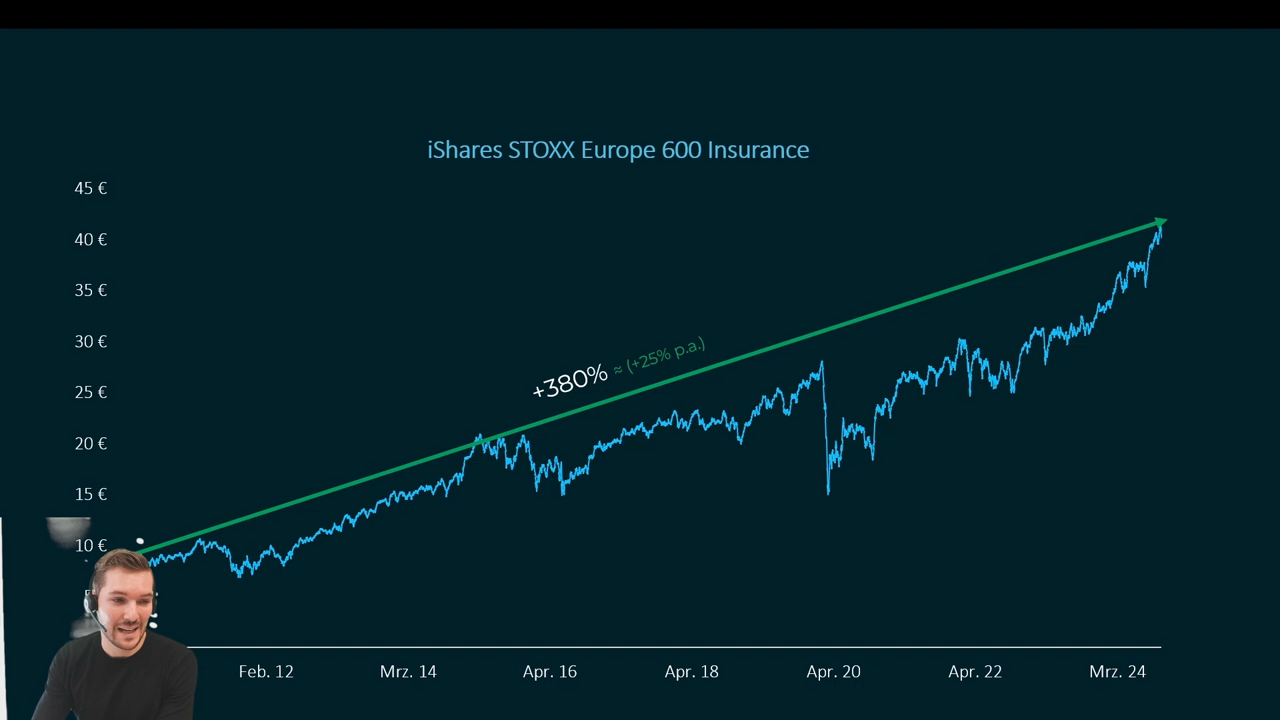 iShares STOXX Europe 600 Insurance
45 €
40 €
35 €
30 €
25 €
20 €
15 €
10 €
+380% ≈ (+25% p.a.)
Feb. 12
Mrz. 14
Apr. 16
Apr. 18
Apr. 20
Apr. 22
Mrz. 24